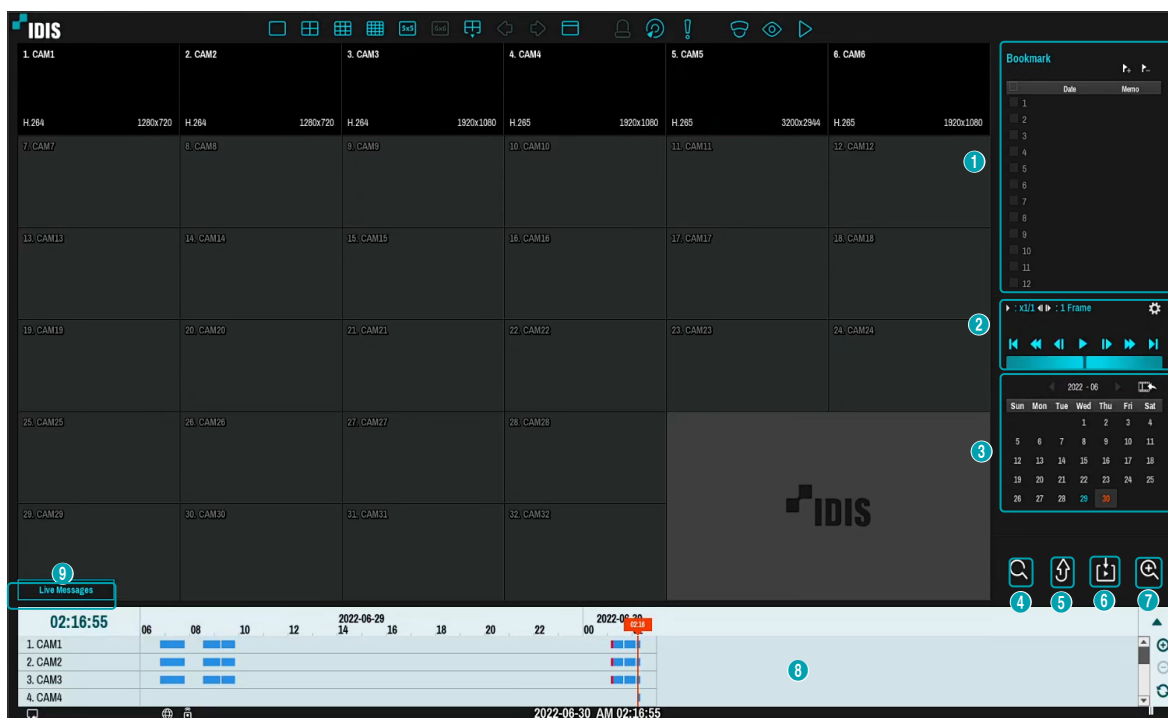 IDIS
5x5 6x6
1. CAM1 2. CAM2 3. CAM3 4. CAM4 5. CAM5 6. CAM6
H.264 1280x720 H.264 1280x720 H.264 1920x1080 H.265 1920x1080 H.265 3200x2944 H.265 1920x1080
7. CAM7 8. CAM8 9. CAM9 10. CAM10 11. CAM11 12. CAM12
13. CAM13 14. CAM14 15. CAM15 16. CAM16 17. CAM17 18. CAM18
19. CAM19 20. CAM20 21. CAM21 22. CAM22 23. CAM23 24. CAM24
25. CAM25 26. CAM26 27. CAM27 28. CAM28
IDIS
29. CAM29 30. CAM30 31. CAM31 32. CAM32
1
Bookmark
Date Memo
1
2
3
4
5
6
7
8
9
10
11
12
2
: x1/1 : 1 Frame
3
2022 - 06
Sun Mon Tue Wed Thu Fri Sat
1 2 3 4
5 6 7 8 9 10 11
12 13 14 15 16 17 18
19 20 21 22 23 24 25
26 27 28 29 30
4 5 6 7
9
Live Messages
02:16:55
2022-06-29 2022-06-30
06 08 10 12 14 16 18 20 22 00
02:16
1. CAM1
2. CAM2
3. CAM3
4. CAM4
8
2022-06-30 AM 02:16:55